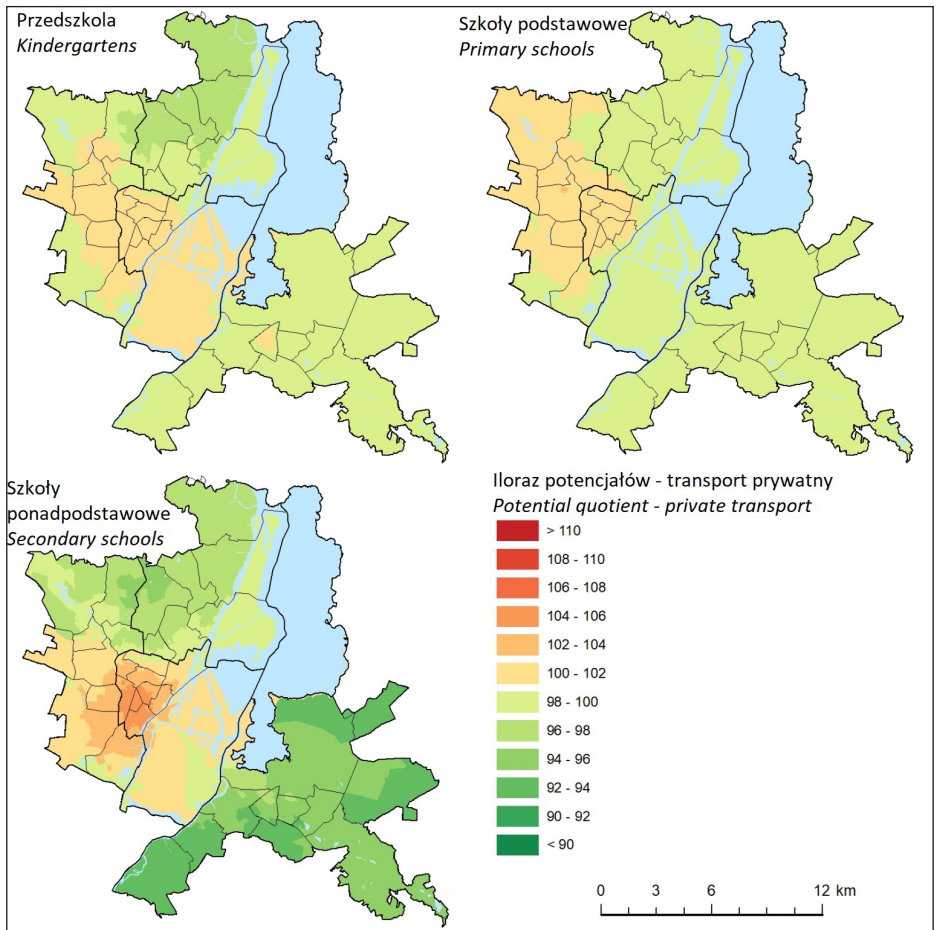 Przedszkola
Kindergartens
Szkoły podstawowe
Primary schools
Szkoły
ponadpodstawowe
Secondary schools
Iloraz potencjałów - transport prywatny
Potential quotient - private transport
> 110
108 - 110
106 - 108
104 - 106
102 - 104
100 - 102
98 - 100
96 - 98
94 - 96
92 - 94
90 - 92
< 90
0 3 6 12 km